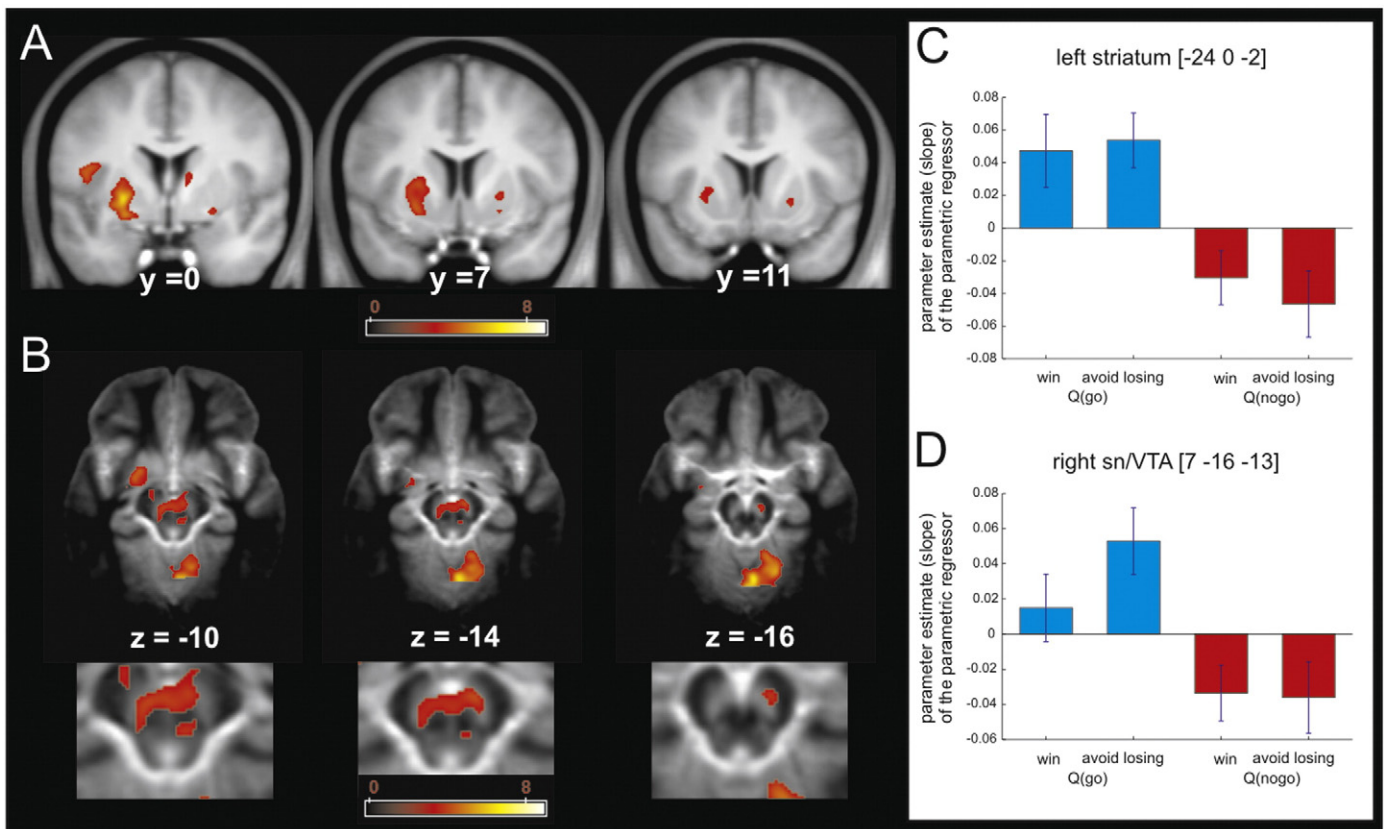 A
y =0
y =7
y =11
0 8
B
z = -10
z = -14
z = -16
0 8
C
left striatum [-24 0 -2]
parameter estimate (slope)
of the parametric regressor
0.08
0.06
0.04
0.02
0
-0.02
-0.04
-0.06
-0.08
win avoid losing win avoid losing
Q(go) Q(nogo)
D
right sn/VTA [7 -16 -13]
parameter estimate (slope)
of the parametric regressor
0.08
0.06
0.04
0.02
0
-0.02
-0.04
-0.06
win avoid losing win avoid losing
Q(go) Q(nogo)